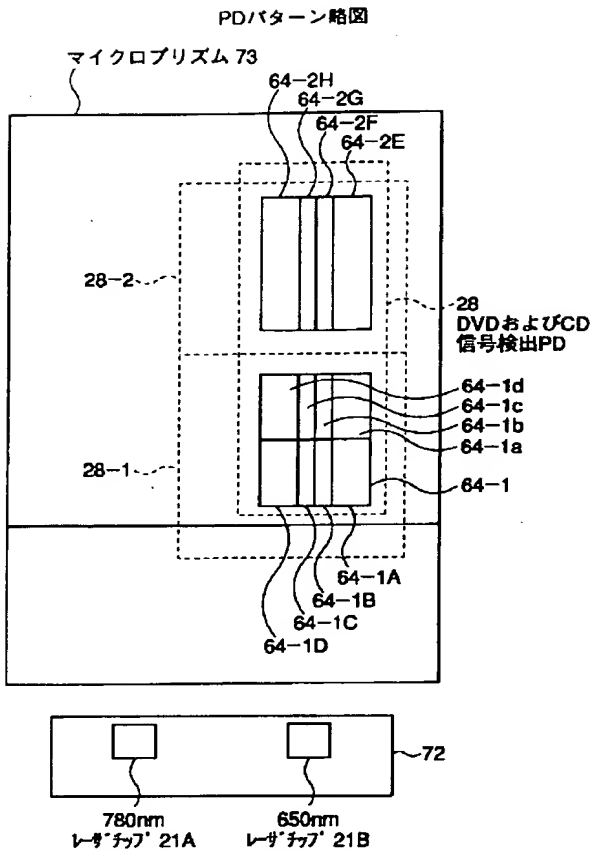 PDパターン略図
マイクロプリズム 73
64-2H
64-2G
64-2F
64-2E
28-2
28
DVDおよびCD
信号検出PD
64-1d
64-1c
64-1b
64-1a
28-1
64-1
64-1A
64-1B
64-1C
64-1D
72
780nm
レーザチップ 21A
650nm
レーザチップ 21B